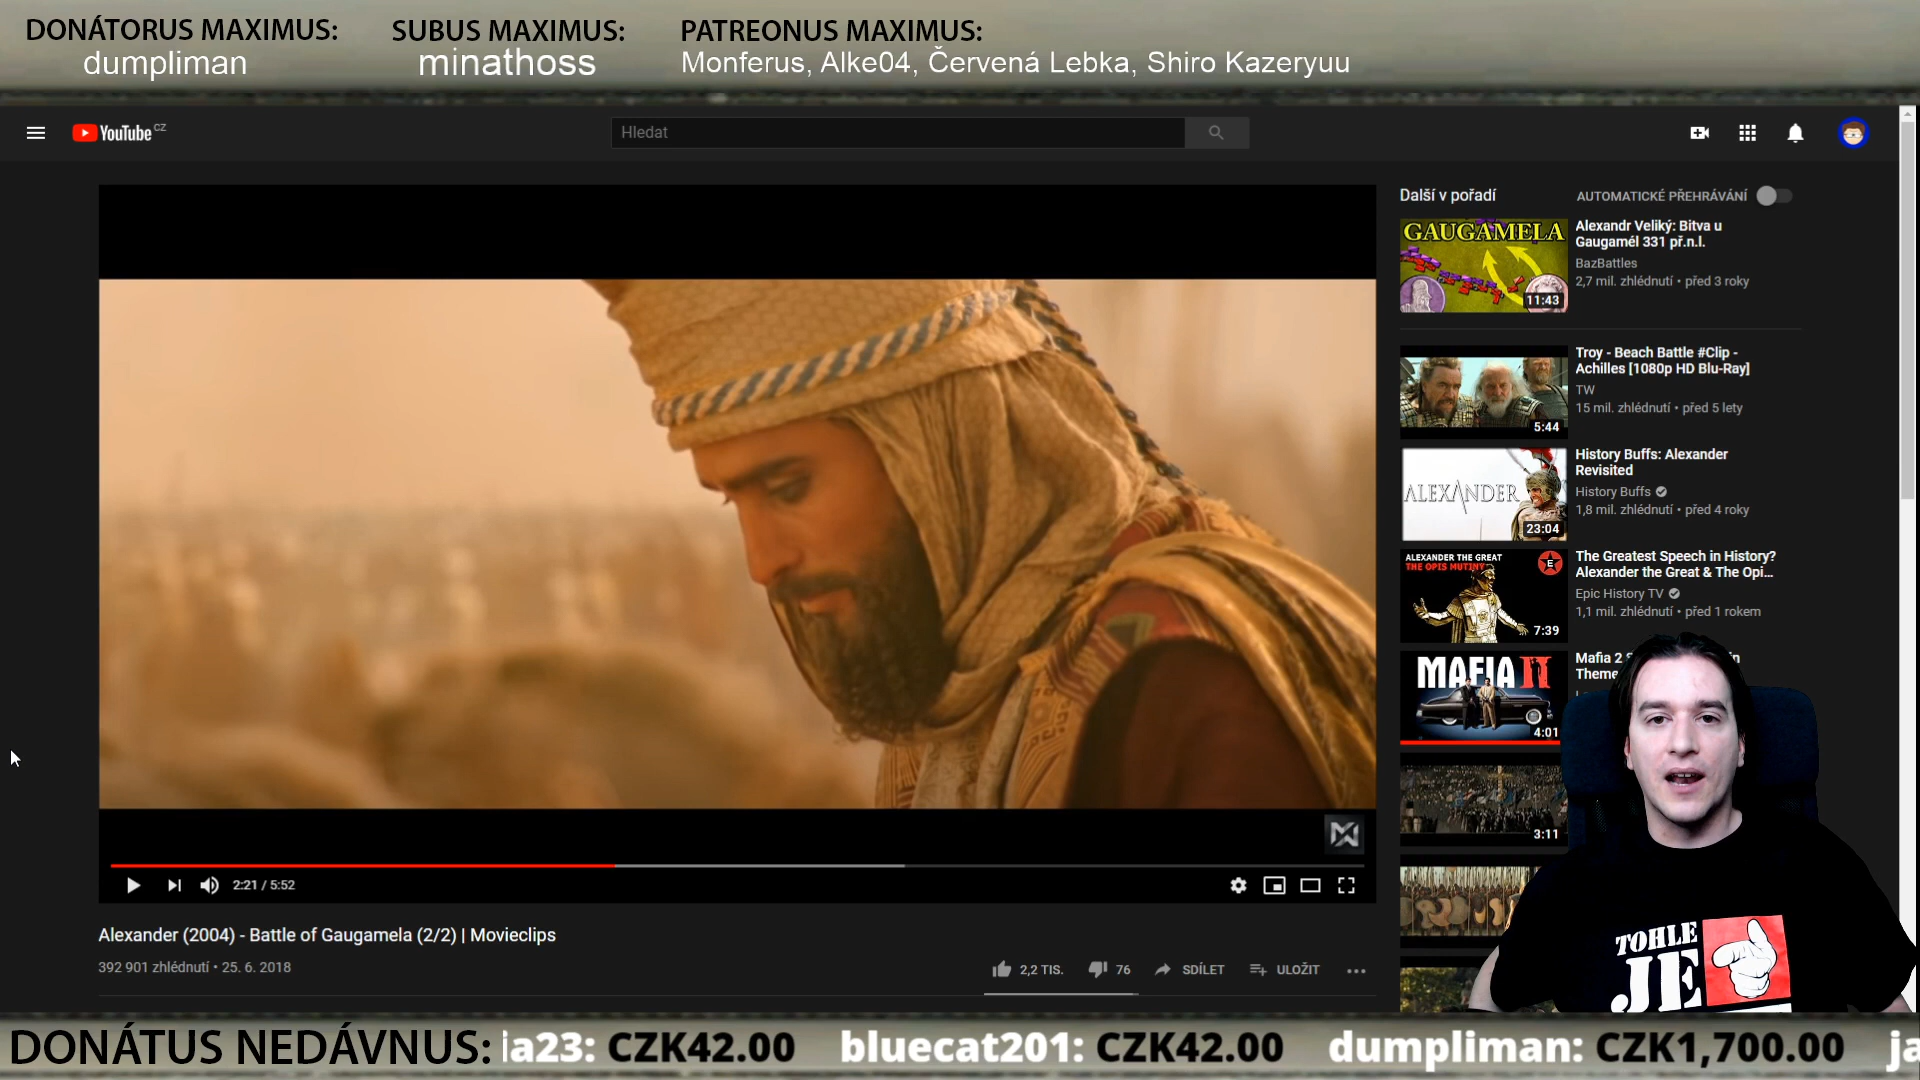 DONÁTORUS MAXIMUS:
dumpliman
SUBUS MAXIMUS:
minathoss
PATREONUS MAXIMUS:
Monferus, Alke04, Červená Lebka, Shiro Kazeryuu
YouTube CZ
Hledat
2:21 / 5:52
Alexander (2004) - Battle of Gaugamela (2/2) | Movieclips
392 901 zhlédnutí • 25. 6. 2018
2,2 TIS.
76
SDÍLET
ULOŽIT
Další v pořadí
AUTOMATICKÉ PŘEHRÁVÁNÍ
GAUGAMELA
11:43
Alexandr Veliký: Bitva u
Gaugamél 331 př.n.l.
BazBattles
2,7 mil. zhlédnutí • před 3 roky
5:44
Troy - Beach Battle #Clip -
Achilles [1080p HD Blu-Ray]
TW
15 mil. zhlédnutí • před 5 lety
ALEXANDER
23:04
History Buffs: Alexander
Revisited
History Buffs
1,8 mil. zhlédnutí • před 4 roky
ALEXANDER THE GREAT
THE OPIS MUTINY
E
7:39
The Greatest Speech in History?
Alexander the Great & The Opi...
Epic History TV
1,1 mil. zhlédnutí • před 1 rokem
MAFIA II
4:01
Mafia 2
Theme
3:11
TOHLE
JE
DONÁTUS NEDÁVNUS: ia23: CZK42.00 bluecat201: CZK42.00 dumpliman: CZK1,700.00 ja